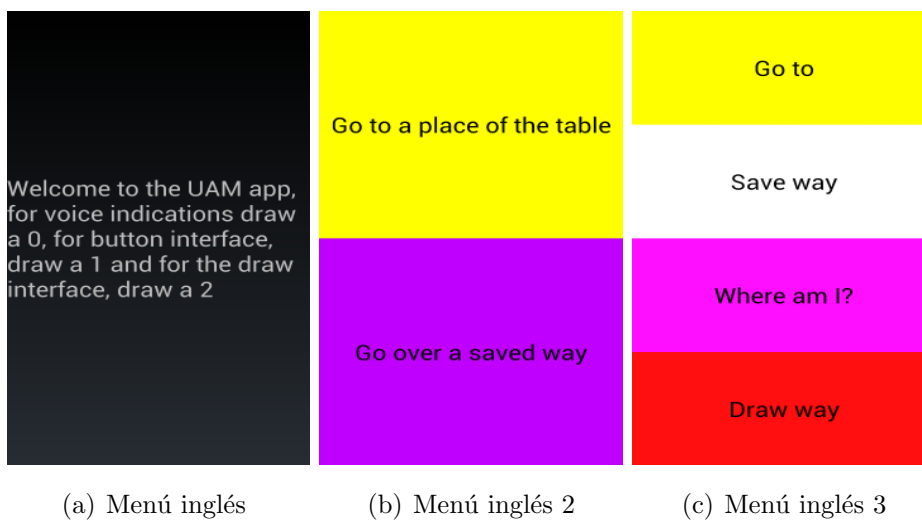 Welcome to the UAM app,
for voice indications draw
a 0, for button interface,
draw a 1 and for the draw
interface, draw a 2
Go to a place of the table
Go over a saved way
Go to
Save way
Where am I?
Draw way
(a) Menú inglés
(b) Menú inglés 2
(c) Menú inglés 3